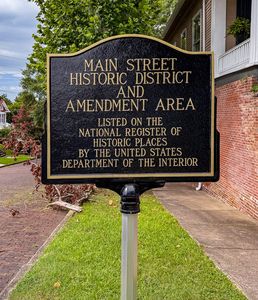 MAIN STREET
HISTORIC DISTRICT
AND
AMENDMENT AREA
LISTED ON THE
NATIONAL REGISTER OF
HISTORIC PLACES
BY THE UNITED STATES
DEPARTMENT OF THE INTERIOR